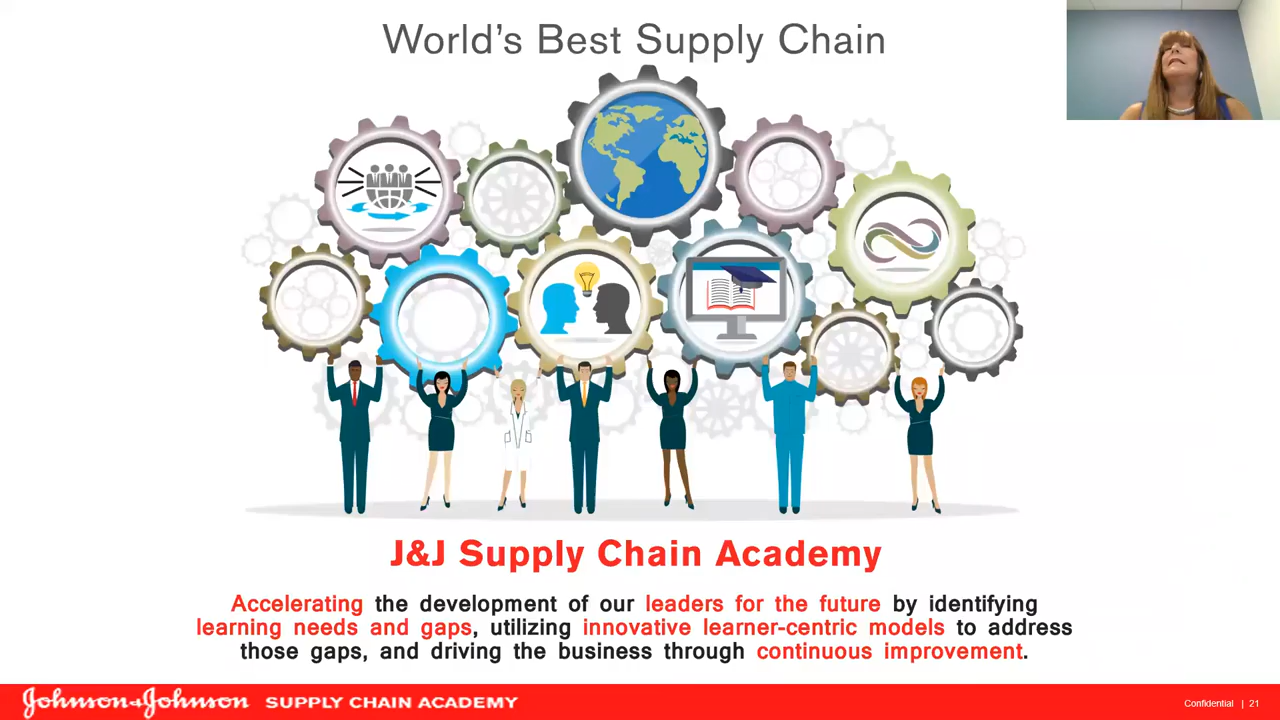 World's Best Supply Chain
J&J Supply Chain Academy
Accelerating the development of our leaders for the future by identifying
learning needs and gaps, utilizing innovative learner-centric models to address
those gaps, and driving the business through continuous improvement.
Johnson & Johnson SUPPLY CHAIN ACADEMY
Confidential | 21